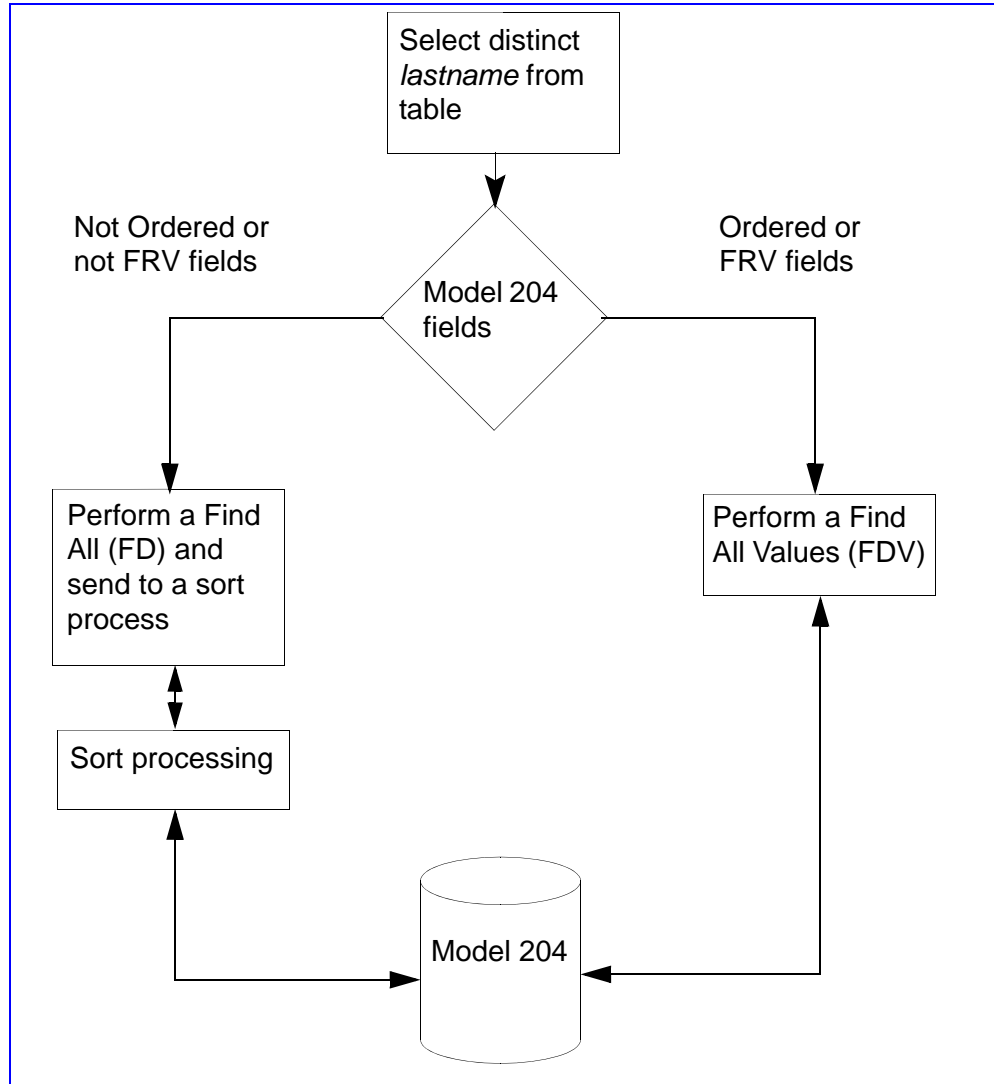 Select distinct
lastname from
table
Not Ordered or
not FRV fields
Ordered or
FRV fields
Model 204
fields
Perform a Find
All (FD) and
send to a sort
process
Perform a Find
All Values (FDV)
Sort processing
Model 204